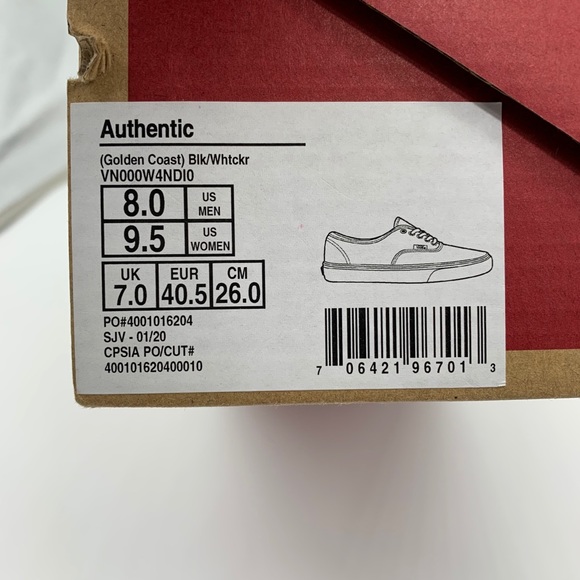 Authentic
(Golden Coast) Blk/Whtckr
VN000W4NDI0
8.0 US MEN
9.5 US WOMEN
UK EUR CM
7.0 40.5 26.0
PO#4001016204
SJV - 01/20
CPSIA PO/CUT#
400101620400010
7 06421 96701 3